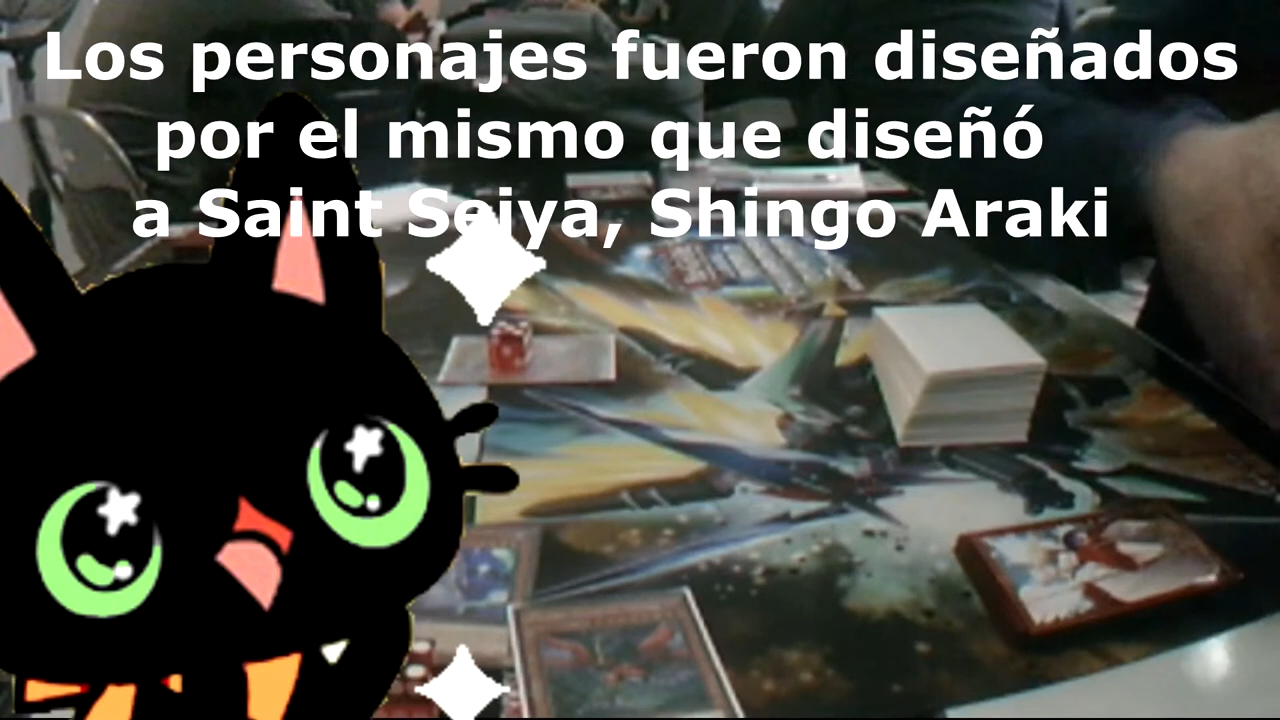 Los personajes fueron diseñados
por el mismo que diseñó
a Saint Seiya, Shingo Araki